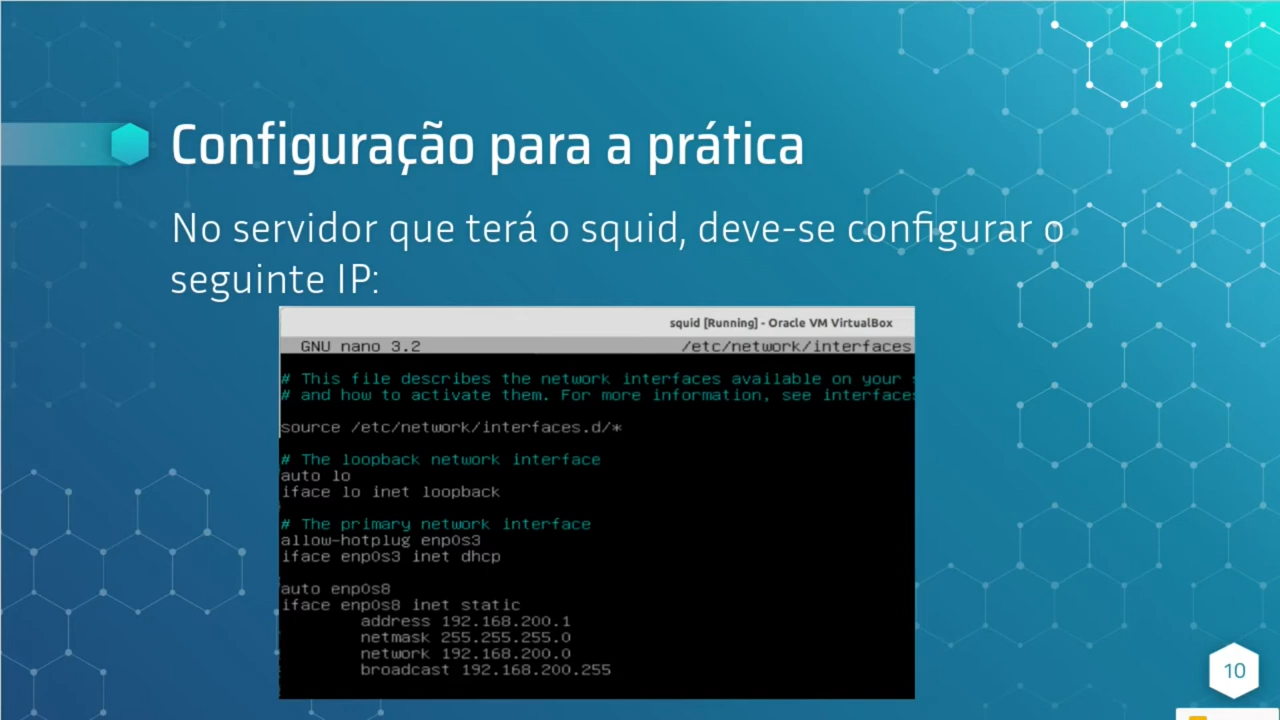 Configuração para a prática
No servidor que terá o squid, deve-se configurar o
seguinte IP:
squid [Running] - Oracle VM VirtualBox
GNU nano 3.2 /etc/network/interfaces
# This file describes the network interfaces available on your
# and how to activate them. For more information, see interfaces
source /etc/network/interfaces.d/*
# The loopback network interface
auto lo
iface lo inet loopback
# The primary network interface
allow-hotplug enp0s3
iface enp0s3 inet dhcp
auto enp0s8
iface enp0s8 inet static
address 192.168.200.1
netmask 255.255.255.0
network 192.168.200.0
broadcast 192.168.200.255
10